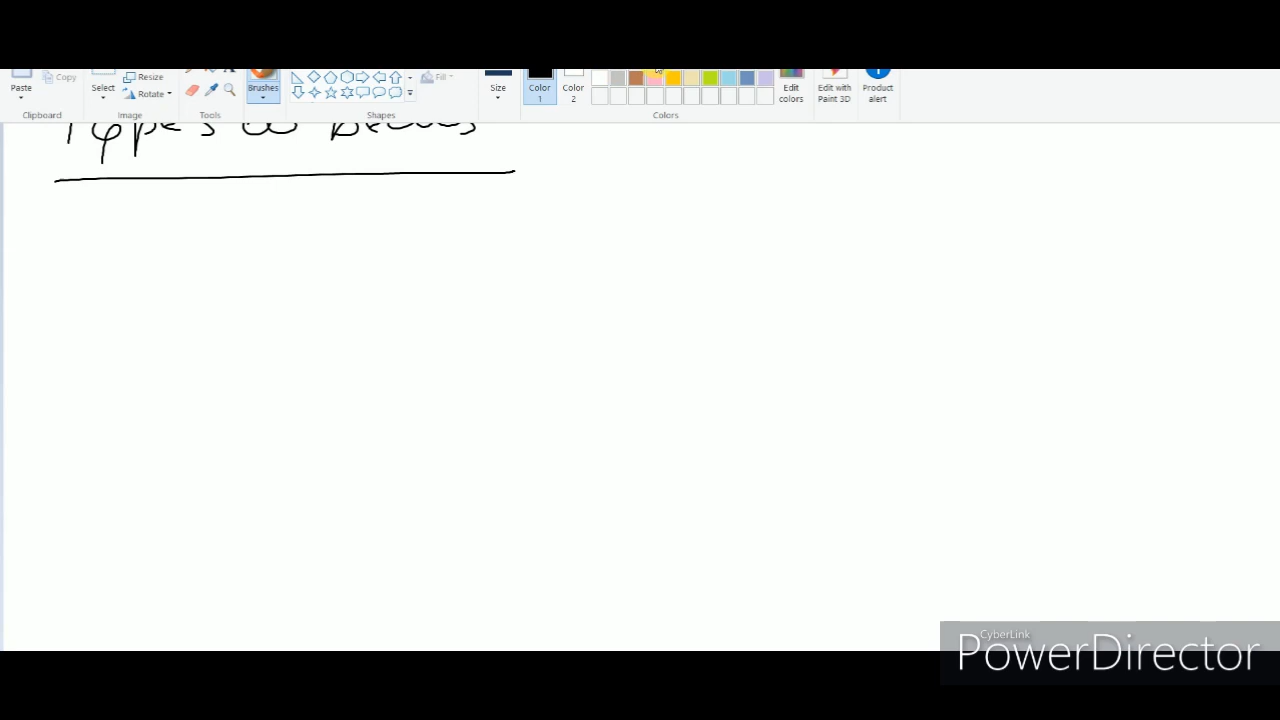 Copy
Resize
Fill
Paste
Select
Rotate
Brushes
Size
Color
1
Color
2
Edit
colors
Edit with
Paint 3D
Product
alert
Clipboard
Image
Tools
Shapes
Colors
Types
CyberLink
PowerDirector